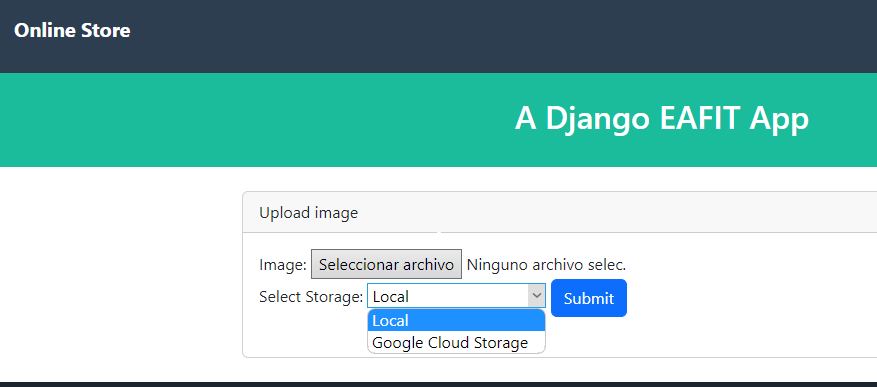 Online Store
A Django EAFIT App
Upload image
Image: Seleccionar archivo Ninguno archivo selec.
Select Storage: Local Submit
Local
Google Cloud Storage